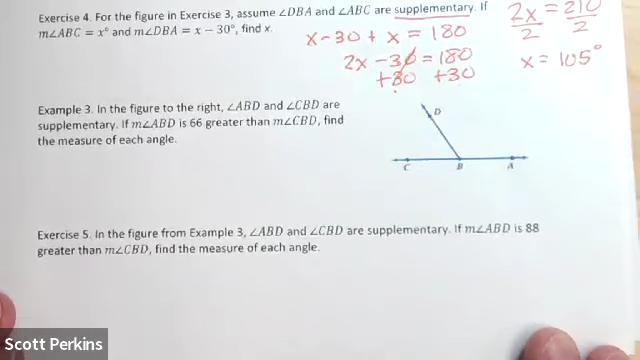 Exercise 4. For the figure in Exercise 3, assume ∠DBA and ∠ABC are supplementary. If
m∠ABC = x° and m∠DBA = x − 30°, find x.
x-30 + x = 180
2x -30 = 180
+30 +30
2x = 210
2 2
x = 105°
Example 3. In the figure to the right, ∠ABD and ∠CBD are
supplementary. If m∠ABD is 66 greater than m∠CBD, find
the measure of each angle.
D
C B A
Exercise 5. In the figure from Example 3, ∠ABD and ∠CBD are supplementary. If m∠ABD is 88
greater than m∠CBD, find the measure of each angle.
Scott Perkins